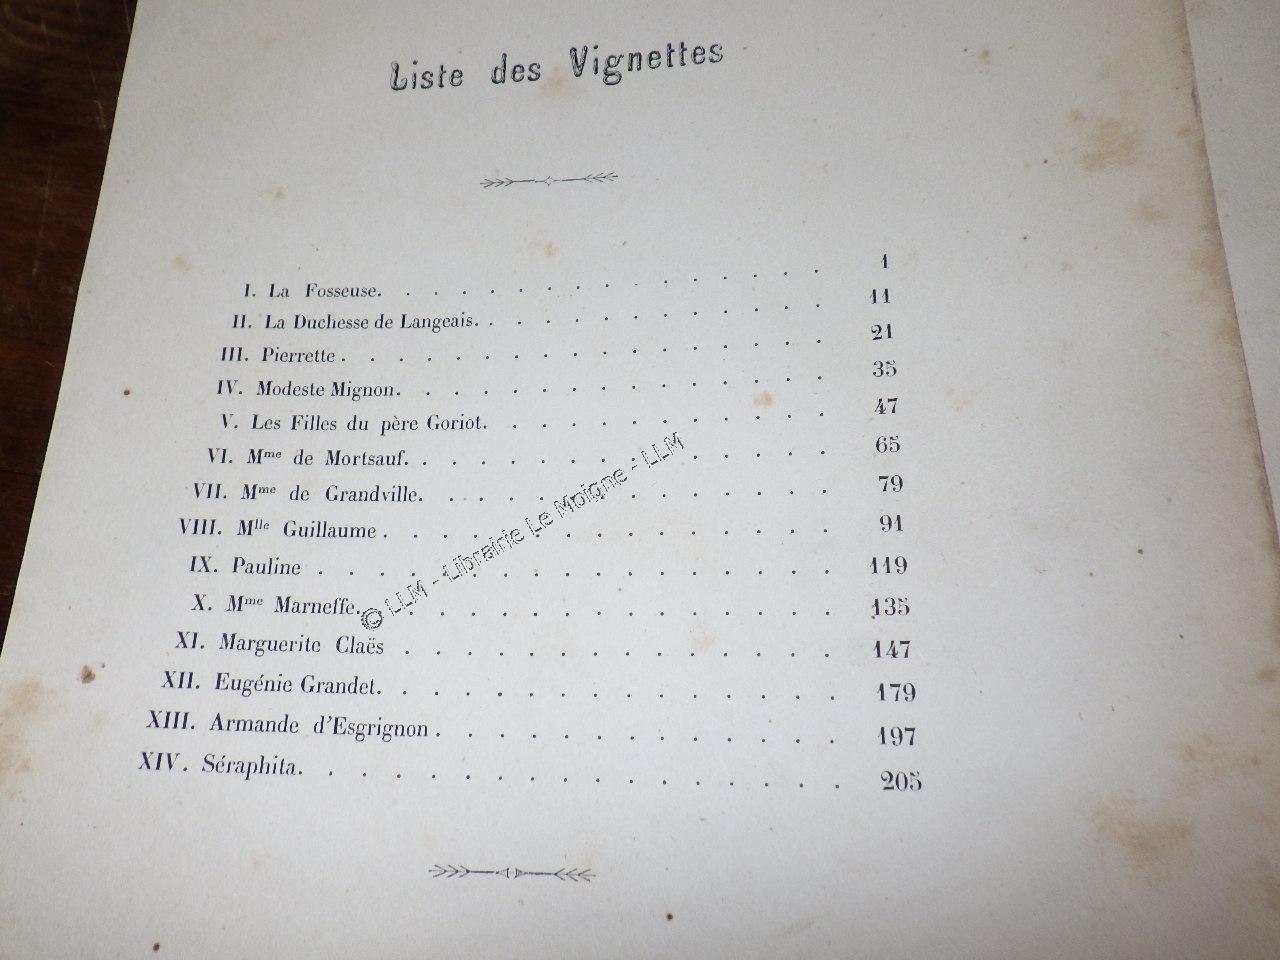 Liste des Vignettes
I. La Fosseuse. . . . . . . . . . . . . . . . 1
II. La Duchesse de Langeais. . . . . . . . . . . . . 11
III. Pierrette . . . . . . . . . . . . . . . . . 21
IV. Modeste Mignon. . . . . . . . . . . . . . . . 35
V. Les Filles du père Goriot. . . . . . . . . . . . 47
VI. Mme de Mortsauf. . . . . . . . . . . . . . . 65
VII. Mme de Grandville. . . . . . . . . . . . . . 79
VIII. Mlle Guillaume . . . . . . . . . . . . . . . 91
IX. Pauline . . . . . . . . . . . . . . . . . 119
X. Mme Marneffe. . . . . . . . . . . . . . . . 135
XI. Marguerite Claës . . . . . . . . . . . . . . 147
XII. Eugénie Grandet. . . . . . . . . . . . . . . 179
XIII. Armande d'Esgrignon . . . . . . . . . . . . . 197
XIV. Séraphita. . . . . . . . . . . . . . . . . 205
© LLM - Librairie Le Moigne - LLM